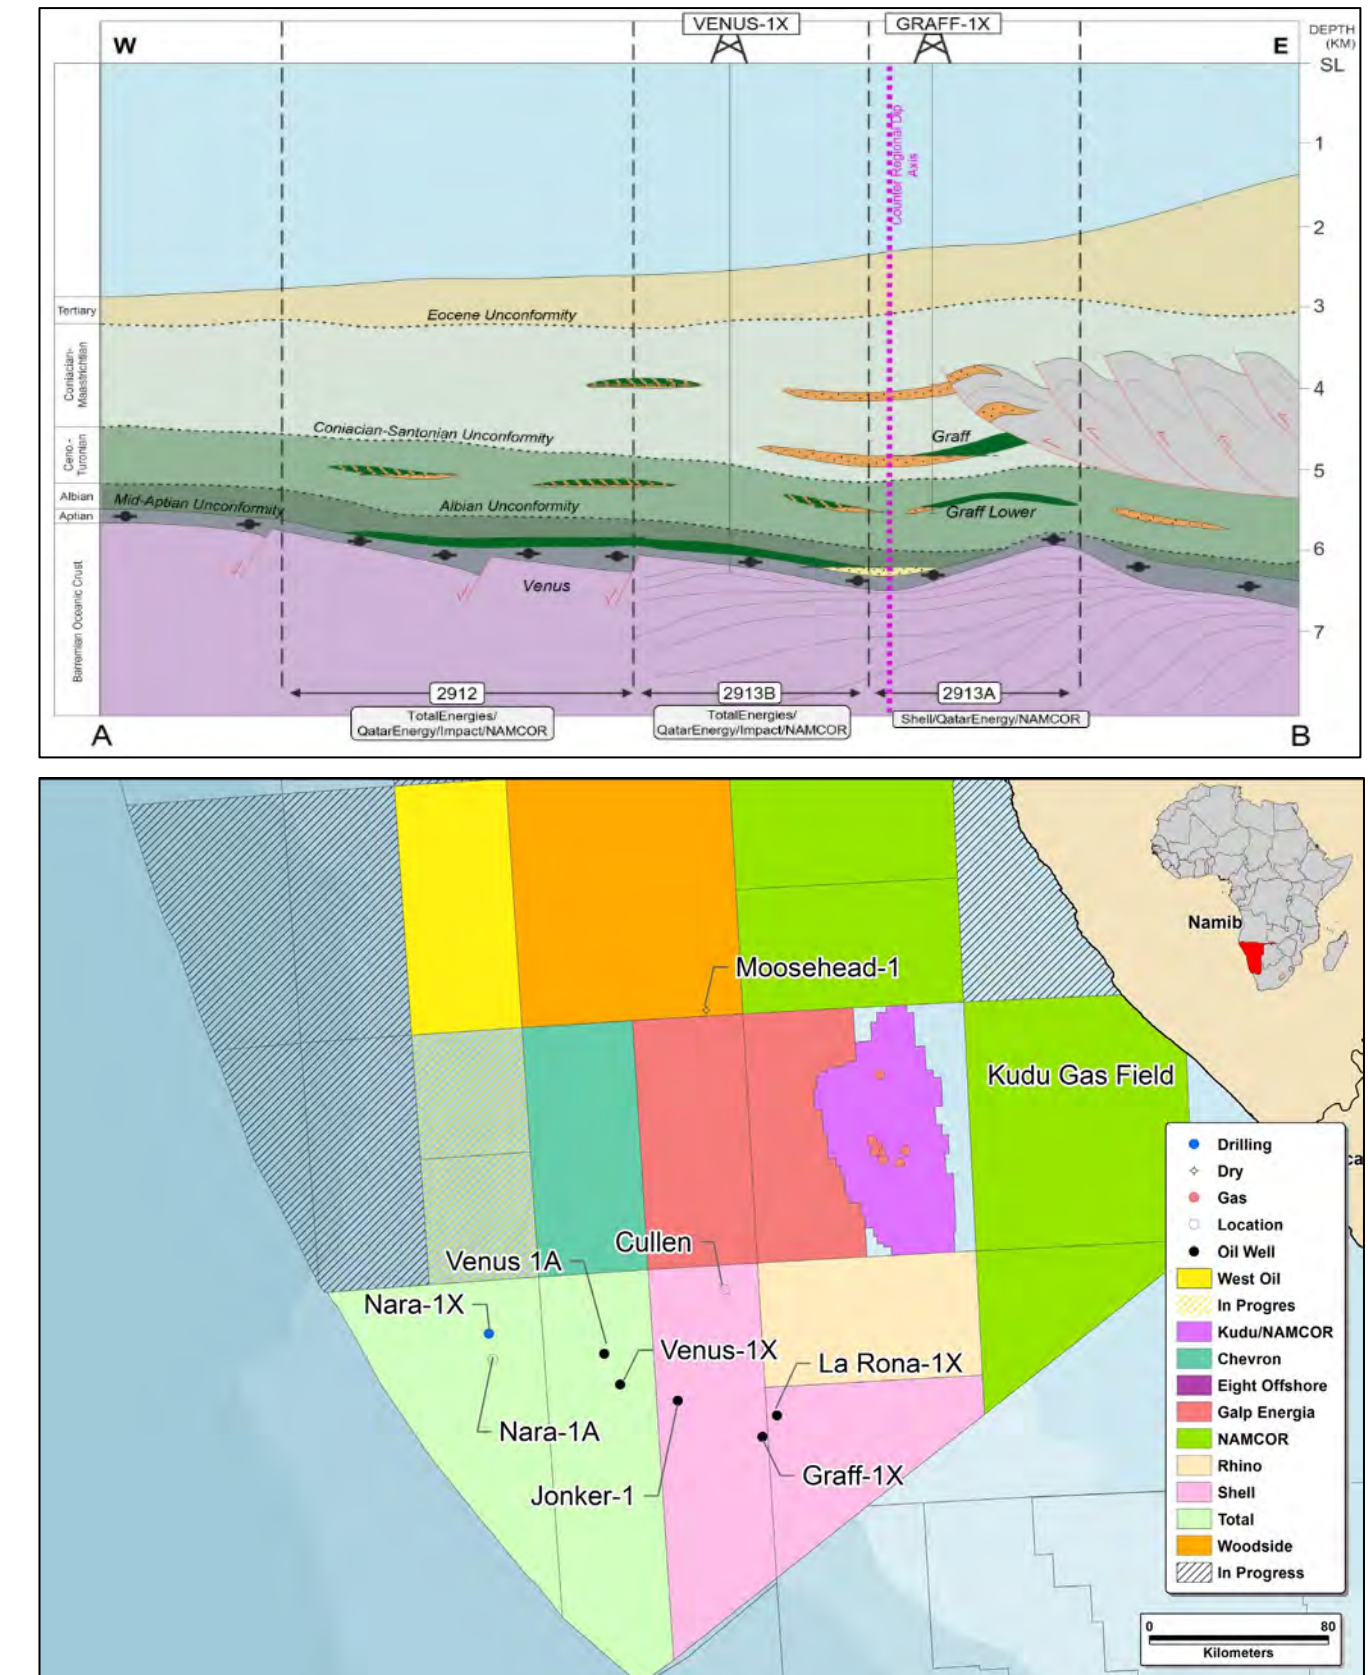 VENUS-1X
GRAFF-1X
W
E
DEPTH
(KM)
SL
Counter Regional Dip
Axis
1
2
3
4
5
6
7
Tertiary
Coniacian-
Maastrichtian
Ceno-
Turonian
Albian
Aptian
Barremian Oceanic Crust
Eocene Unconformity
Coniacian-Santonian Unconformity
Graff
Mid-Aptian Unconformity
Albian Unconformity
Graff Lower
Venus
2912
2913B
2913A
TotalEnergies/
QatarEnergy/Impact/NAMCOR
TotalEnergies/
QatarEnergy/Impact/NAMCOR
Shell/QatarEnergy/NAMCOR
A
B
Namib
Moosehead-1
Kudu Gas Field
Cullen
Venus 1A
Nara-1X
Venus-1X
La Rona-1X
Nara-1A
Graff-1X
Jonker-1
ca
Drilling
Dry
Gas
Location
Oil Well
West Oil
In Progres
Kudu/NAMCOR
Chevron
Eight Offshore
Galp Energia
NAMCOR
Rhino
Shell
Total
Woodside
In Progress
0 80
Kilometers